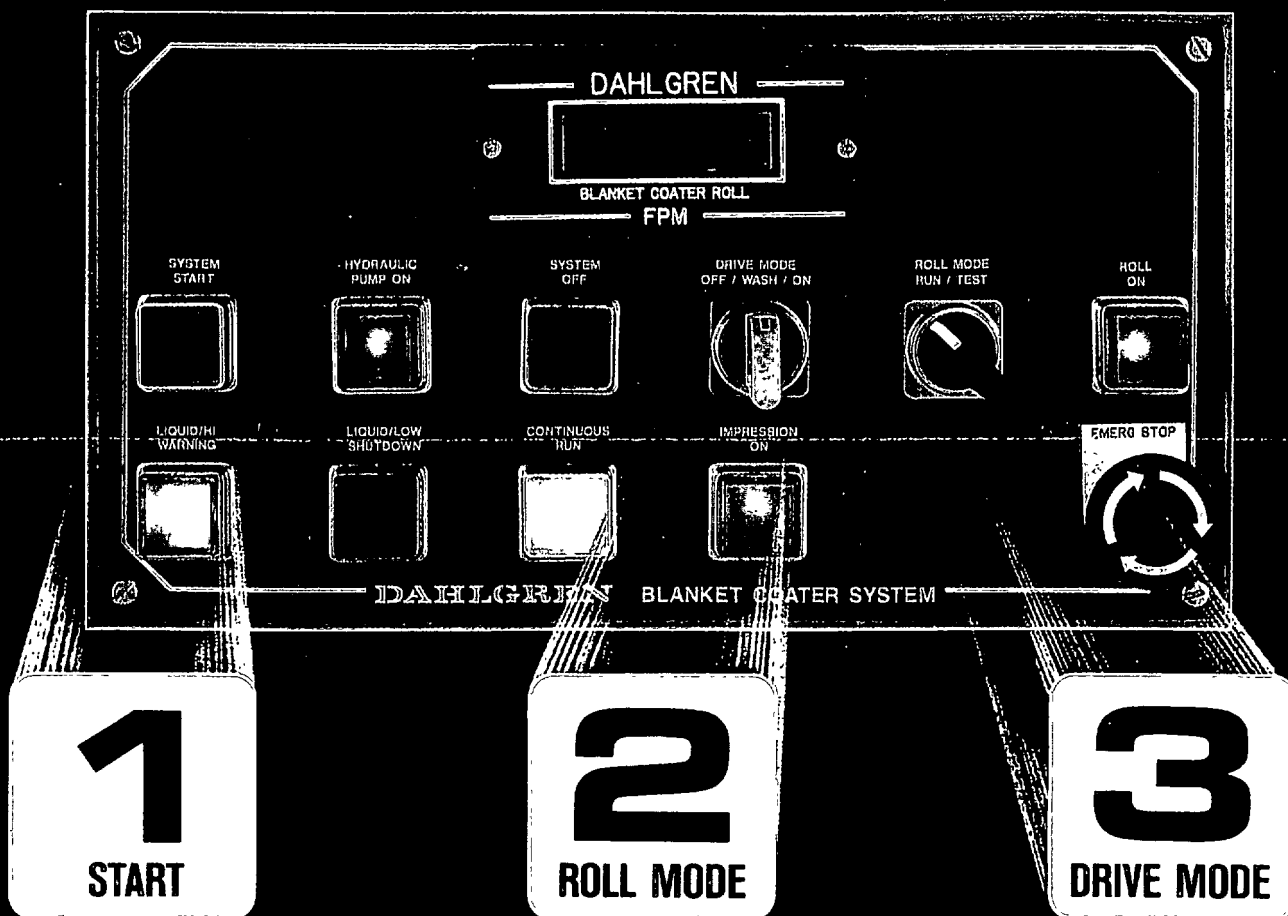 DAHLGREN
BLANKET COATER ROLL
FPM
SYSTEM
START
HYDRAULIC
PUMP ON
SYSTEM
OFF
DRIVE MODE
OFF / WASH / ON
ROLL MODE
RUN / TEST
ROLL
ON
LIQUID/HI
WARNING
LIQUID/LOW
SHUTDOWN
CONTINUOUS
RUN
IMPRESSION
ON
EMERG STOP
DAHLGREN BLANKET COATER SYSTEM
1
START
2
ROLL MODE
3
DRIVE MODE